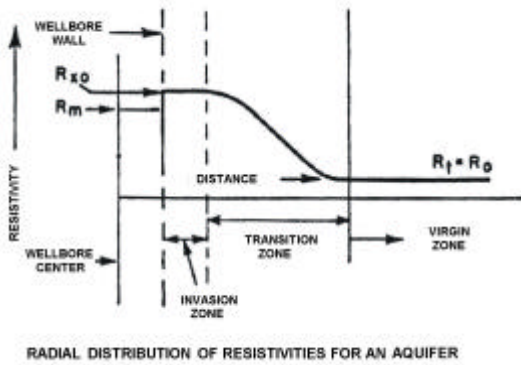 WELLBORE
WALL
Rxo
Rm
RESISTIVITY
DISTANCE
Rt = Ro
WELLBORE
CENTER
TRANSITION
ZONE
VIRGIN
ZONE
INVASION
ZONE
RADIAL DISTRIBUTION OF RESISTIVITIES FOR AN AQUIFER